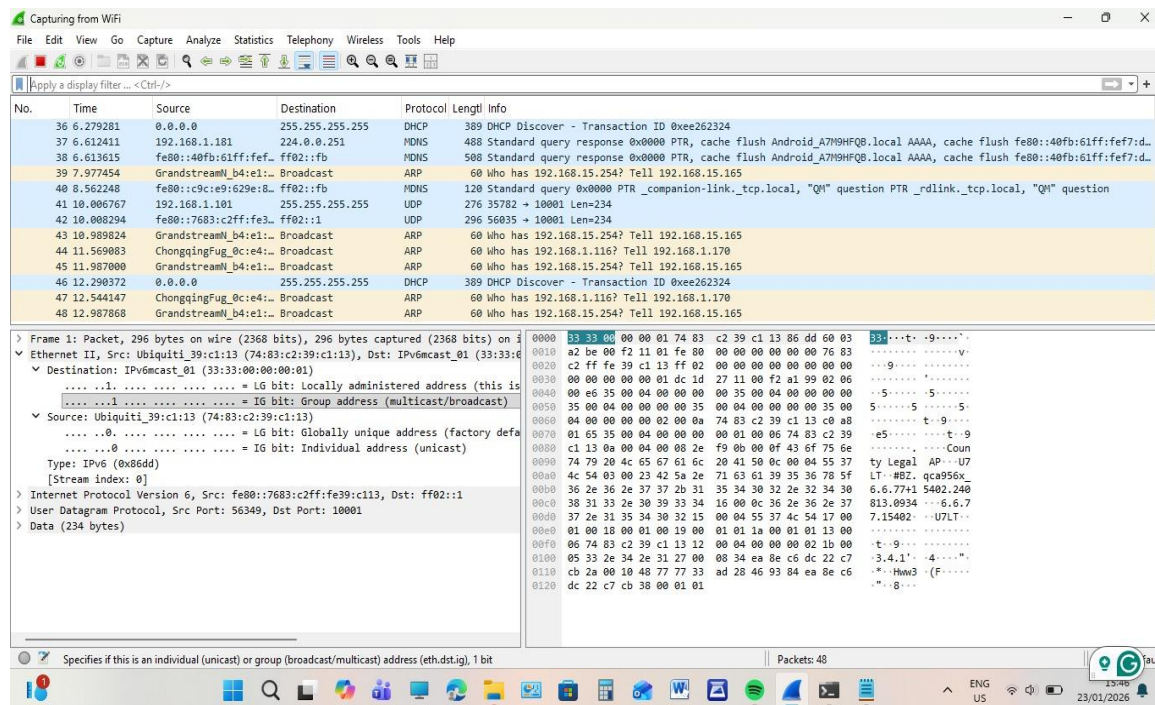 Capturing from WiFi
File Edit View Go Capture Analyze Statistics Telephony Wireless Tools Help
Apply a display filter ... <Ctrl-/>
No. Time Source Destination Protocol Lengtl Info
36 6.279281 0.0.0.0 255.255.255.255 DHCP 389 DHCP Discover - Transaction ID 0xee262324
37 6.612411 192.168.1.181 224.0.0.251 MDNS 488 Standard query response 0x0000 PTR, cache flush Android_A7M9HFQB.local AAAA, cache flush fe80::40fb:61ff:fef7:d…
38 6.613615 fe80::40fb:61ff:fef… ff02::fb MDNS 508 Standard query response 0x0000 PTR, cache flush Android_A7M9HFQB.local AAAA, cache flush fe80::40fb:61ff:fef7:d…
39 7.977454 GrandstreamN_b4:e1:… Broadcast ARP 60 Who has 192.168.15.254? Tell 192.168.15.165
40 8.562248 fe80::c9c:e9:629e:8… ff02::fb MDNS 120 Standard query 0x0000 PTR _companion-link._tcp.local, "QM" question PTR _rdlink._tcp.local, "QM" question
41 10.006767 192.168.1.101 255.255.255.255 UDP 276 35782 → 10001 Len=234
42 10.008294 fe80::7683:c2ff:fe3… ff02::1 UDP 296 56035 → 10001 Len=234
43 10.989824 GrandstreamN_b4:e1:… Broadcast ARP 60 Who has 192.168.15.254? Tell 192.168.15.165
44 11.569083 ChongqingFug_0c:e4:… Broadcast ARP 60 Who has 192.168.1.116? Tell 192.168.1.170
45 11.987000 GrandstreamN_b4:e1:… Broadcast ARP 60 Who has 192.168.15.254? Tell 192.168.15.165
46 12.290372 0.0.0.0 255.255.255.255 DHCP 389 DHCP Discover - Transaction ID 0xee262324
47 12.544147 ChongqingFug_0c:e4:… Broadcast ARP 60 Who has 192.168.1.116? Tell 192.168.1.170
48 12.987868 GrandstreamN_b4:e1:… Broadcast ARP 60 Who has 192.168.15.254? Tell 192.168.15.165
Frame 1: Packet, 296 bytes on wire (2368 bits), 296 bytes captured (2368 bits) on i
Ethernet II, Src: Ubiquiti_39:c1:13 (74:83:c2:39:c1:13), Dst: IPv6mcast_01 (33:33:0
Destination: IPv6mcast_01 (33:33:00:00:00:01)
.... ..1. .... .... .... .... = LG bit: Locally administered address (this is
.... ...1 .... .... .... .... = IG bit: Group address (multicast/broadcast)
Source: Ubiquiti_39:c1:13 (74:83:c2:39:c1:13)
.... ..0. .... .... .... .... = LG bit: Globally unique address (factory defa
.... ...0 .... .... .... .... = IG bit: Individual address (unicast)
Type: IPv6 (0x86dd)
[Stream index: 0]
Internet Protocol Version 6, Src: fe80::7683:c2ff:fe39:c113, Dst: ff02::1
User Datagram Protocol, Src Port: 56349, Dst Port: 10001
Data (234 bytes)
0000 33 33 00 00 00 01 74 83 c2 39 c1 13 86 dd 60 03 33····t· ·9····`·
0010 a2 be 00 f2 11 01 fe 80 00 00 00 00 00 00 76 83 ········ ······v·
0020 c2 ff fe 39 c1 13 ff 02 00 00 00 00 00 00 00 00 ···9···· ········
0030 00 00 00 00 00 01 dc 1d 27 11 00 f2 a1 99 02 06 ········ '·······
0040 00 e6 35 00 04 00 00 00 00 35 00 04 00 00 00 00 ··5····· ·5······
0050 35 00 04 00 00 00 00 35 00 04 00 00 00 00 35 00 5······5 ······5·
0060 04 00 00 00 00 02 00 0a 74 83 c2 39 c1 13 c0 a8 ········ t··9····
0070 01 65 35 00 04 00 00 00 00 01 00 06 74 83 c2 39 ·e5····· ····t··9
0080 c1 13 0a 00 04 00 08 2e f9 0b 00 0f 43 6f 75 6e ·······. ····Coun
0090 74 79 20 4c 65 67 61 6c 20 41 50 0c 00 04 55 37 ty Legal  AP···U7
00a0 4c 54 03 00 23 42 5a 2e 71 63 61 39 35 36 78 5f LT··#BZ. qca956x_
00b0 36 2e 36 2e 37 37 2b 31 35 34 30 32 2e 32 34 30 6.6.77+1 5402.240
00c0 38 31 33 2e 30 39 33 34 16 00 0c 36 2e 36 2e 37 813.0934 ···6.6.7
00d0 37 2e 31 35 34 30 32 15 00 04 55 37 4c 54 17 00 7.15402· ··U7LT··
00e0 01 00 18 00 01 00 19 00 01 01 1a 00 01 01 13 00 ········ ········
00f0 06 74 83 c2 39 c1 13 12 00 04 00 00 00 02 1b 00 ·t··9··· ········
0100 05 33 2e 34 2e 31 27 00 08 34 ea 8e c6 dc 22 c7 ·3.4.1'· ·4····"·
0110 cb 2a 00 10 48 77 77 33 ad 28 46 93 84 ea 8e c6 ·*··Hww3 ·(F·····
0120 dc 22 c7 cb 38 00 01 01 ·"··8···
Specifies if this is an individual (unicast) or group (broadcast/multicast) address (eth.dst.ig), 1 bit
Packets: 48
1
ENG
US
15:46
23/01/2026